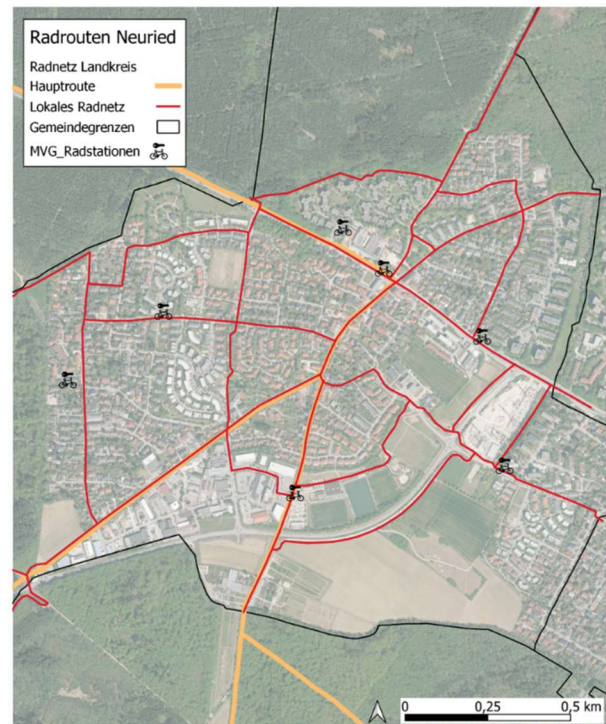 Radrouten Neuried
Radnetz Landkreis
Hauptroute
Lokales Radnetz
Gemeindegrenzen
MVG_Radstationen
0 0,25 0,5 km